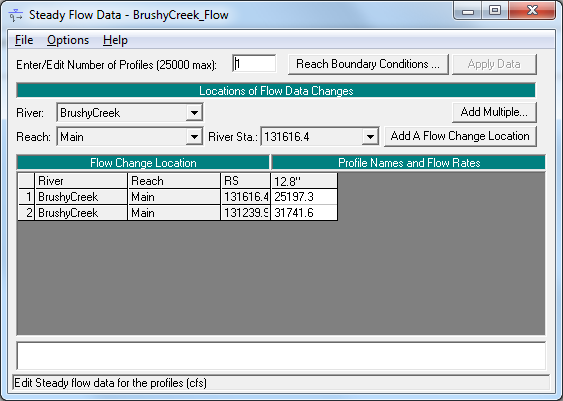 Steady Flow Data - BrushyCreek_Flow
File Options Help
Enter/Edit Number of Profiles (25000 max): 1 Reach Boundary Conditions ... Apply Data
Locations of Flow Data Changes
River: BrushyCreek Add Multiple...
Reach: Main River Sta.: 131616.4 Add A Flow Change Location
Flow Change Location Profile Names and Flow Rates
River Reach RS 12.8"
1 BrushyCreek Main 131616.4 25197.3
2 BrushyCreek Main 131239.9 31741.6
Edit Steady flow data for the profiles (cfs)